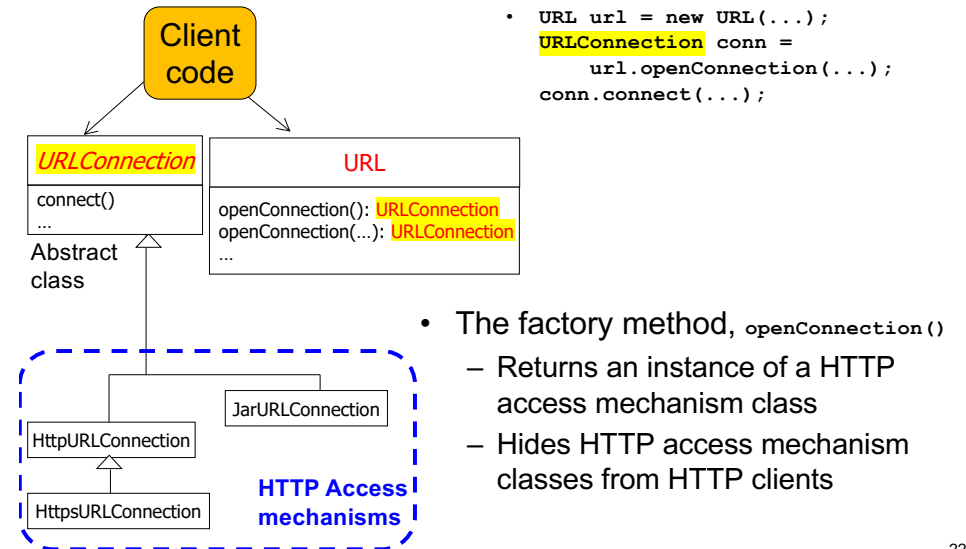 Client
code
• URL url = new URL(...);
URLConnection conn =
url.openConnection(...);
conn.connect(...);
URLConnection
connect()
...
Abstract
class
URL
openConnection(): URLConnection
openConnection(...): URLConnection
...
HttpURLConnection
JarURLConnection
HttpsURLConnection
HTTP Access
mechanisms
• The factory method, openConnection()
– Returns an instance of a HTTP
access mechanism class
– Hides HTTP access mechanism
classes from HTTP clients